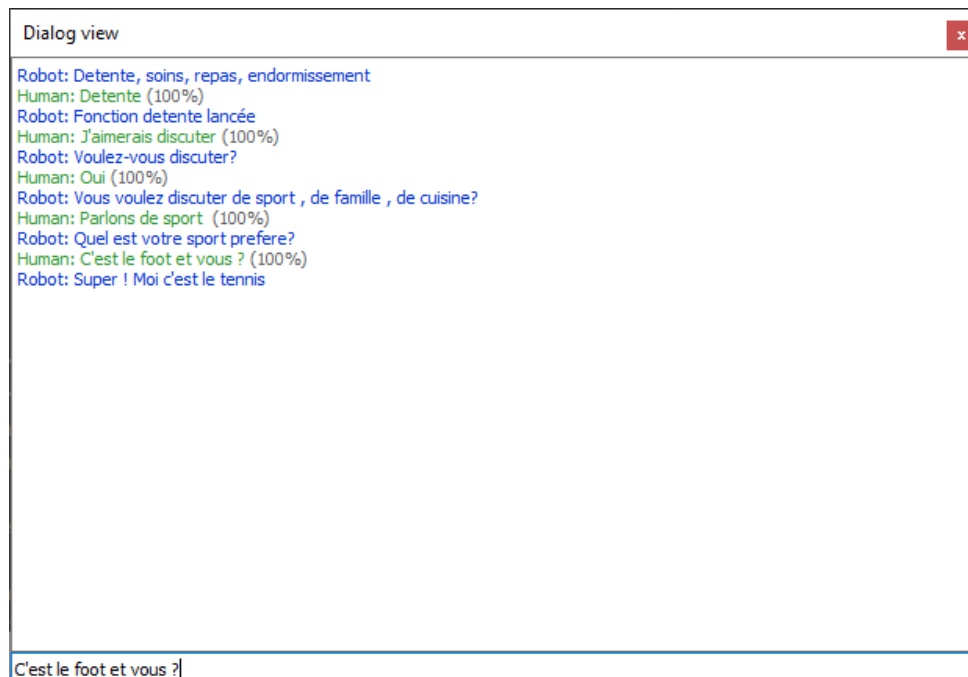 Dialog view
x
Robot: Detente, soins, repas, endormissement
Human: Detente (100%)
Robot: Fonction detente lancée
Human: J'aimerais discuter (100%)
Robot: Voulez-vous discuter?
Human: Oui (100%)
Robot: Vous voulez discuter de sport , de famille , de cuisine?
Human: Parlons de sport  (100%)
Robot: Quel est votre sport prefere?
Human: C'est le foot et vous ? (100%)
Robot: Super ! Moi c'est le tennis
C'est le foot et vous ?